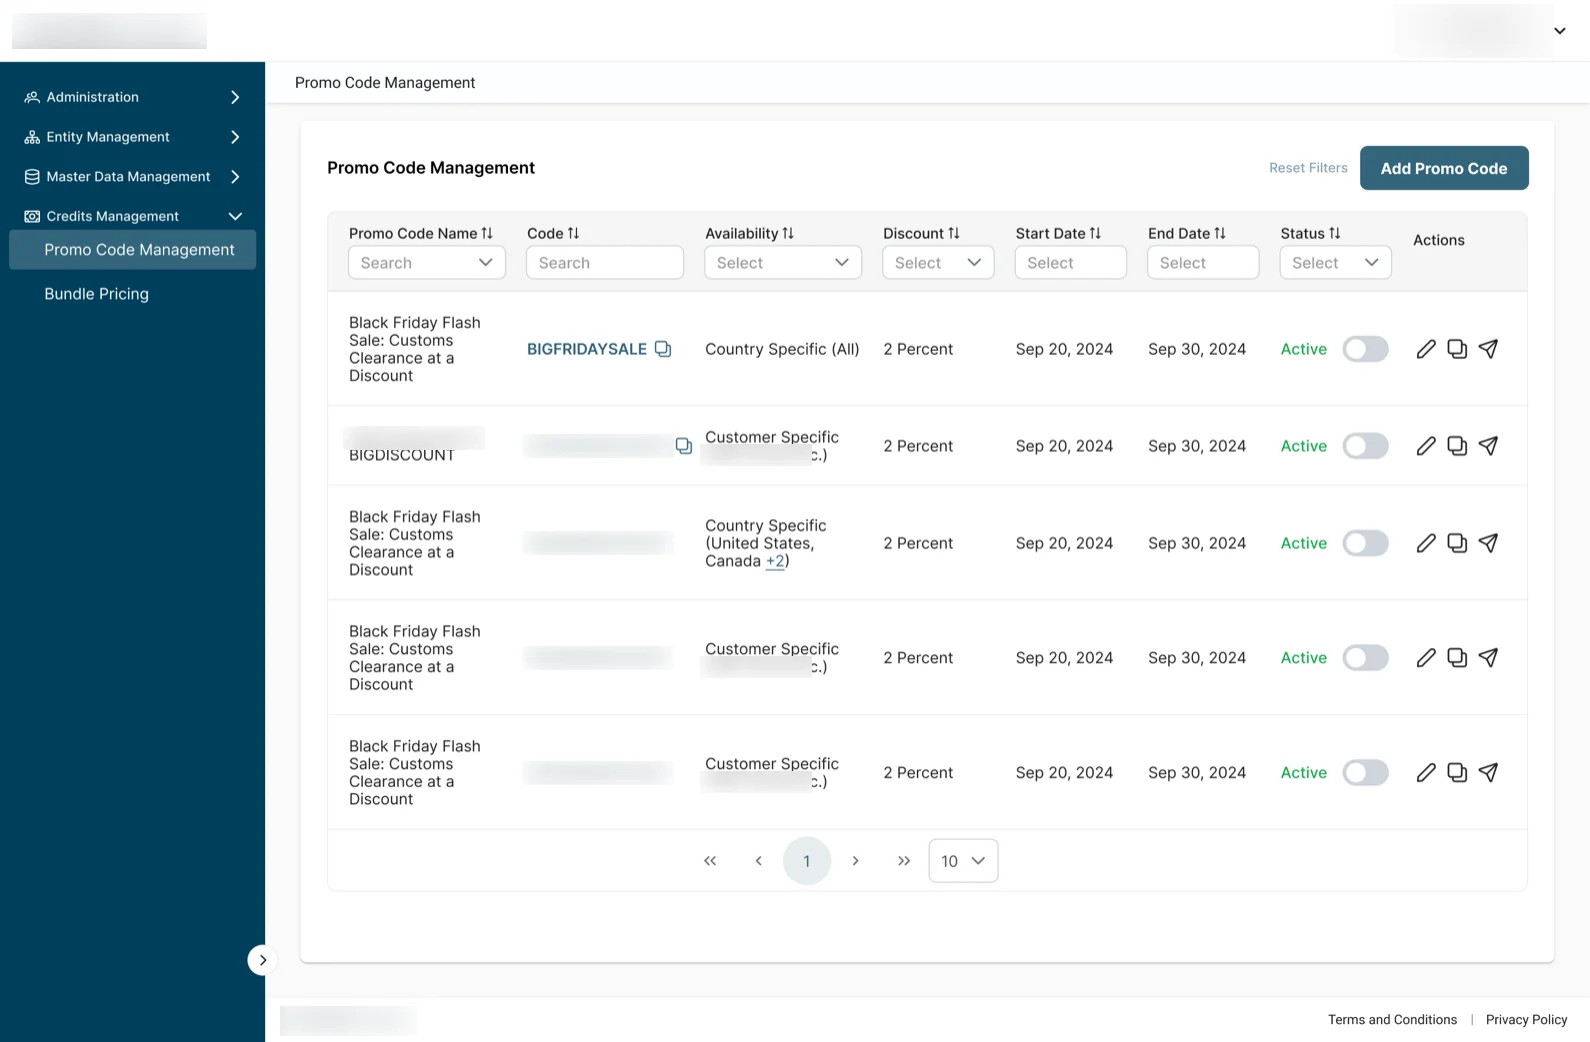 Administration
Entity Management
Master Data Management
Credits Management
Promo Code Management
Bundle Pricing
Promo Code Management
Promo Code Management
Reset Filters
Add Promo Code
Promo Code Name Code Availability Discount Start Date End Date Status Actions
Search Search Select Select Select Select Select
Black Friday Flash
Sale: Customs
Clearance at a
Discount
BIGFRIDAYSALE
Country Specific (All)
2 Percent
Sep 20, 2024
Sep 30, 2024
Active
BIGDISCOUNT
Customer Specific
c.)
2 Percent
Sep 20, 2024
Sep 30, 2024
Active
Black Friday Flash
Sale: Customs
Clearance at a
Discount
Country Specific
(United States,
Canada +2)
2 Percent
Sep 20, 2024
Sep 30, 2024
Active
Black Friday Flash
Sale: Customs
Clearance at a
Discount
Customer Specific
c.)
2 Percent
Sep 20, 2024
Sep 30, 2024
Active
Black Friday Flash
Sale: Customs
Clearance at a
Discount
Customer Specific
c.)
2 Percent
Sep 20, 2024
Sep 30, 2024
Active
1
10
Terms and Conditions | Privacy Policy